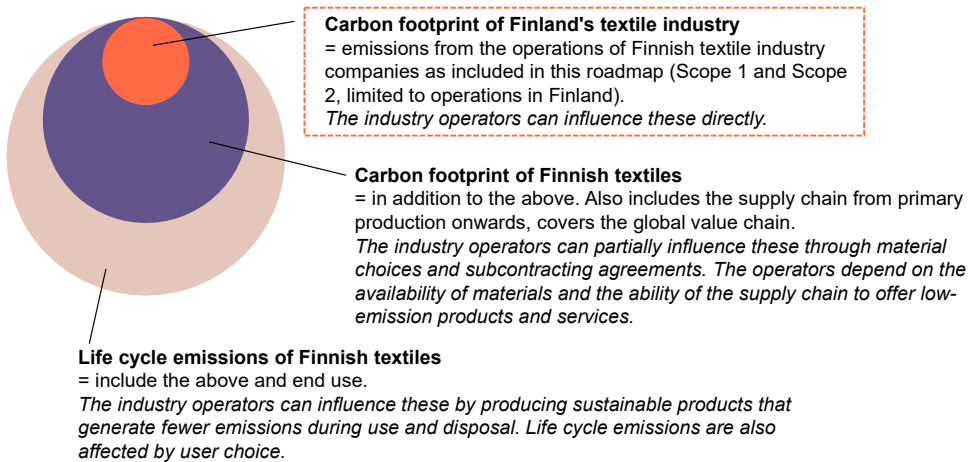 Carbon footprint of Finland's textile industry
= emissions from the operations of Finnish textile industry
companies as included in this roadmap (Scope 1 and Scope
2, limited to operations in Finland).
The industry operators can influence these directly.
Carbon footprint of Finnish textiles
= in addition to the above. Also includes the supply chain from primary
production onwards, covers the global value chain.
The industry operators can partially influence these through material
choices and subcontracting agreements. The operators depend on the
availability of materials and the ability of the supply chain to offer low-
emission products and services.
Life cycle emissions of Finnish textiles
= include the above and end use.
The industry operators can influence these by producing sustainable products that
generate fewer emissions during use and disposal. Life cycle emissions are also
affected by user choice.